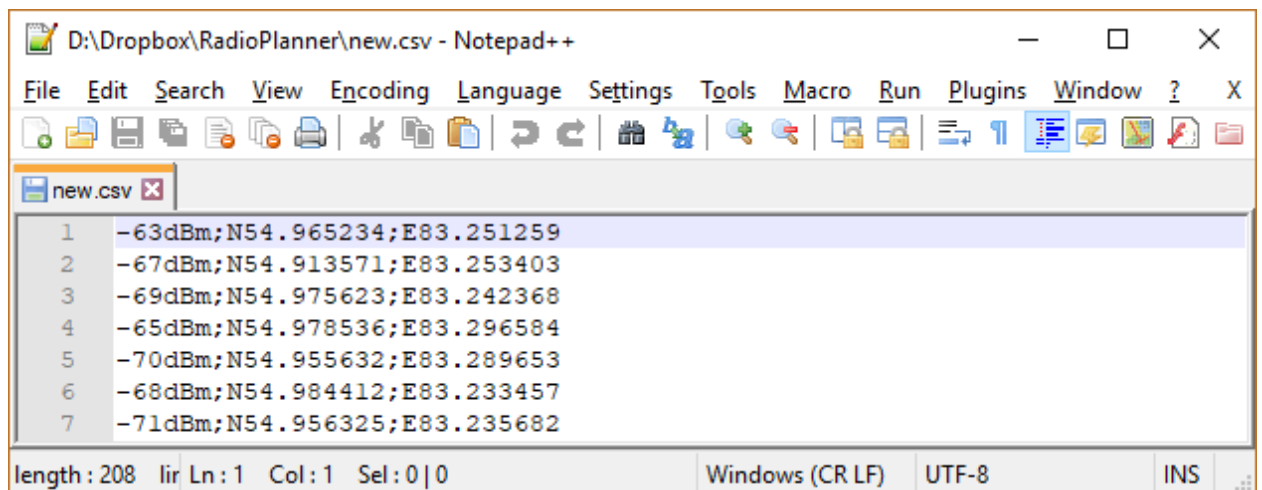 D:\Dropbox\RadioPlanner\new.csv - Notepad++
File Edit Search View Encoding Language Settings Tools Macro Run Plugins Window ? X
new.csv
1 -63dBm;N54.965234;E83.251259
2 -67dBm;N54.913571;E83.253403
3 -69dBm;N54.975623;E83.242368
4 -65dBm;N54.978536;E83.296584
5 -70dBm;N54.955632;E83.289653
6 -68dBm;N54.984412;E83.233457
7 -71dBm;N54.956325;E83.235682
length : 208 lir Ln : 1 Col : 1 Sel : 0 | 0 Windows (CR LF) UTF-8 INS